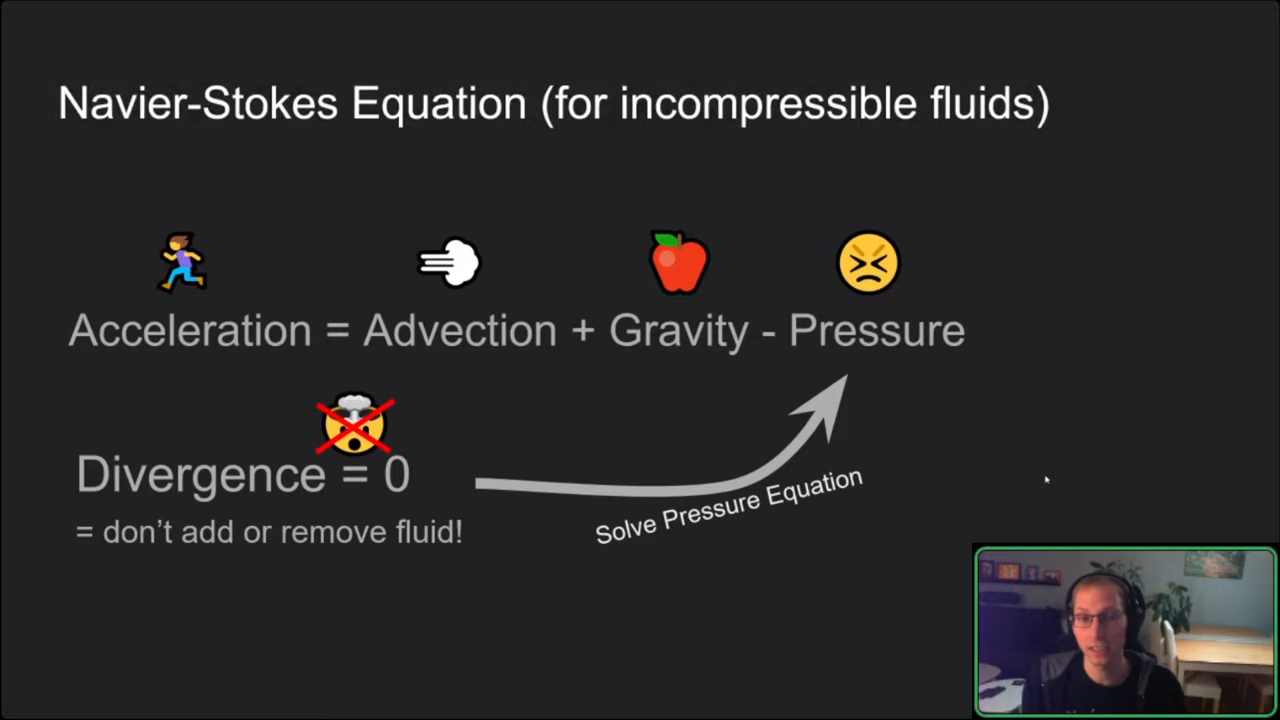 Navier-Stokes Equation (for incompressible fluids)
Acceleration = Advection + Gravity - Pressure
Divergence = 0
= don’t add or remove fluid!
Solve Pressure Equation